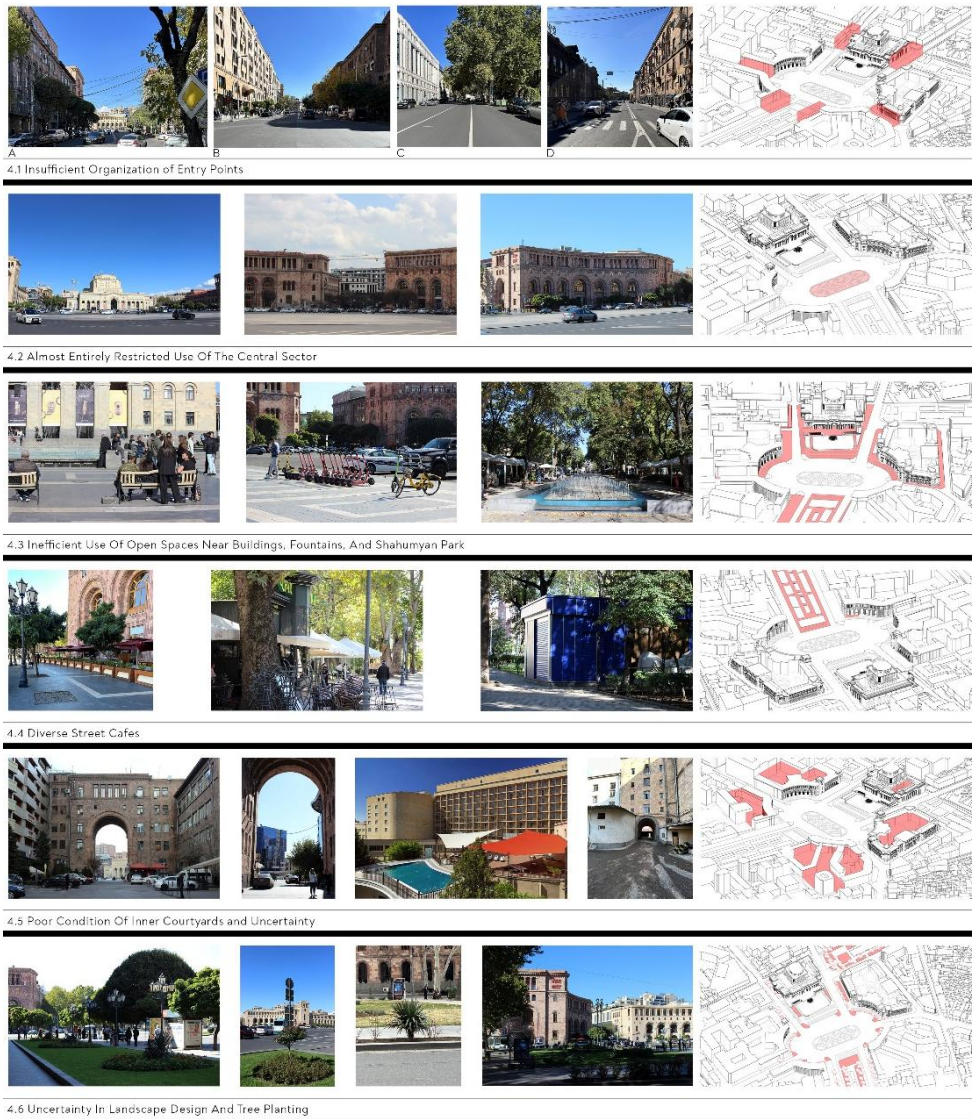 A
B
C
D
4.1 Insufficient Organization of Entry Points
4.2 Almost Entirely Restricted Use Of The Central Sector
4.3 Inefficient Use Of Open Spaces Near Buildings, Fountains, And Shahumyan Park
4.4 Diverse Street Cafes
4.5 Poor Condition Of Inner Courtyards and Uncertainty
4.6 Uncertainty In Landscape Design And Tree Planting